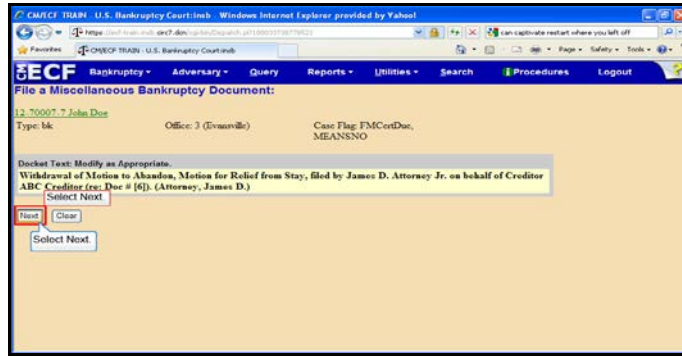 CM/ECF TRAIN - U.S. Bankruptcy Court:insb - Windows Internet Explorer provided by Yahoo!
can captivate restart where you left off
Favorites CM/ECF TRAIN - U.S. Bankruptcy Court:insb Page Safety Tools
ECF Bankruptcy Adversary Query Reports Utilities Search Procedures Logout
File a Miscellaneous Bankruptcy Document:
12-70007-7 John Doe
Type: bk Office: 3 (Evansville) Case Flag: FMCertDue,
MEANSNO
Docket Text: Modify as Appropriate.
Withdrawal of Motion to Abandon, Motion for Relief from Stay, filed by James D. Attorney Jr. on behalf of Creditor
ABC Creditor (re: Doc # [6]). (Attorney, James D.)
Select Next.
Next Clear
Select Next.